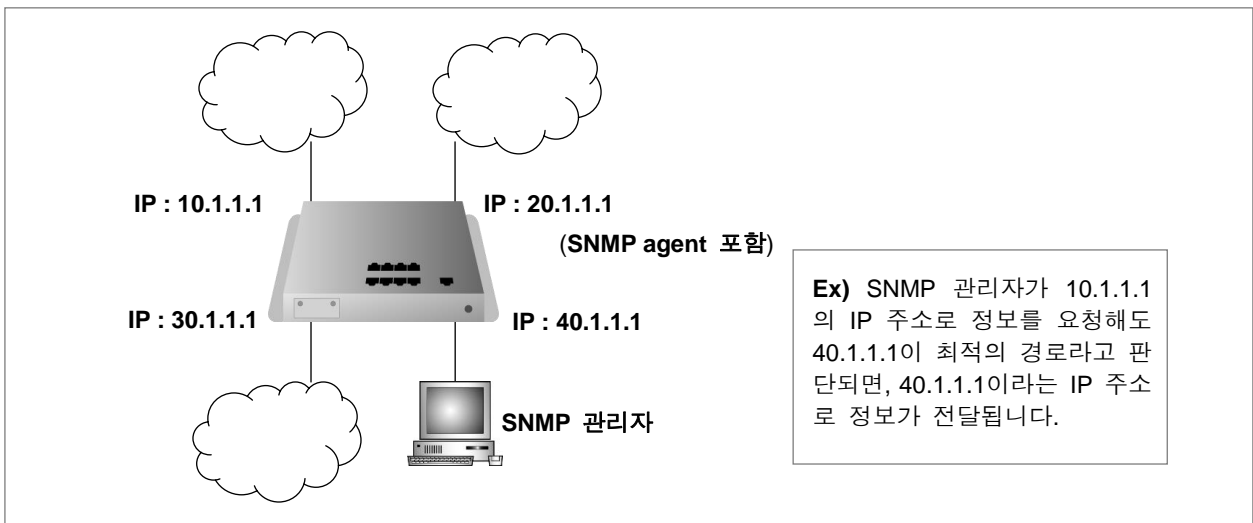 IP : 10.1.1.1
IP : 20.1.1.1
(SNMP agent 포함)
IP : 30.1.1.1
IP : 40.1.1.1
SNMP 관리자
Ex) SNMP 관리자가 10.1.1.1
의 IP 주소로 정보를 요청해도
40.1.1.1이 최적의 경로라고 판
단되면, 40.1.1.1이라는 IP 주소
로 정보가 전달됩니다.